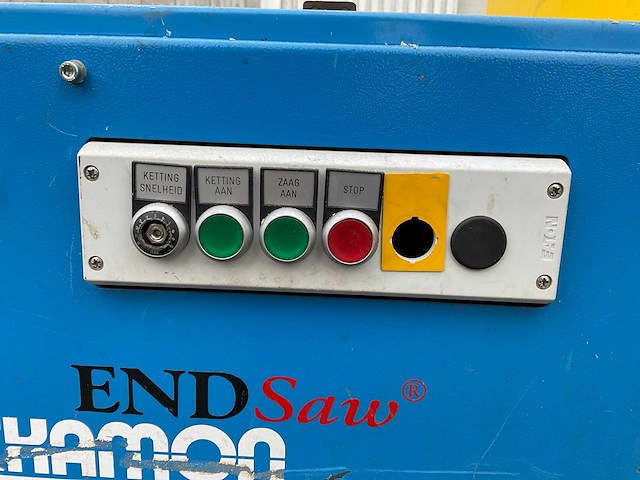 KETTING
SNELHEID
KETTING
AAN
ZAAG
AAN
STOP
EATON
ENDSaw®